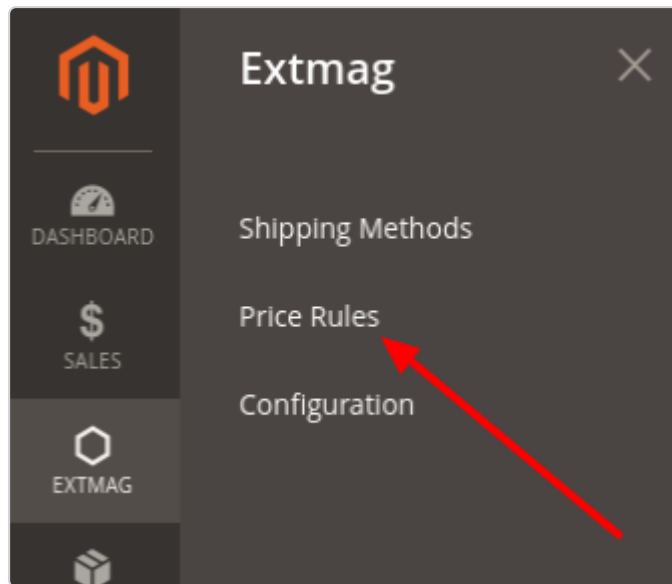 Extmag
DASHBOARD
Shipping Methods
Price Rules
$
SALES
Configuration
EXTMAG